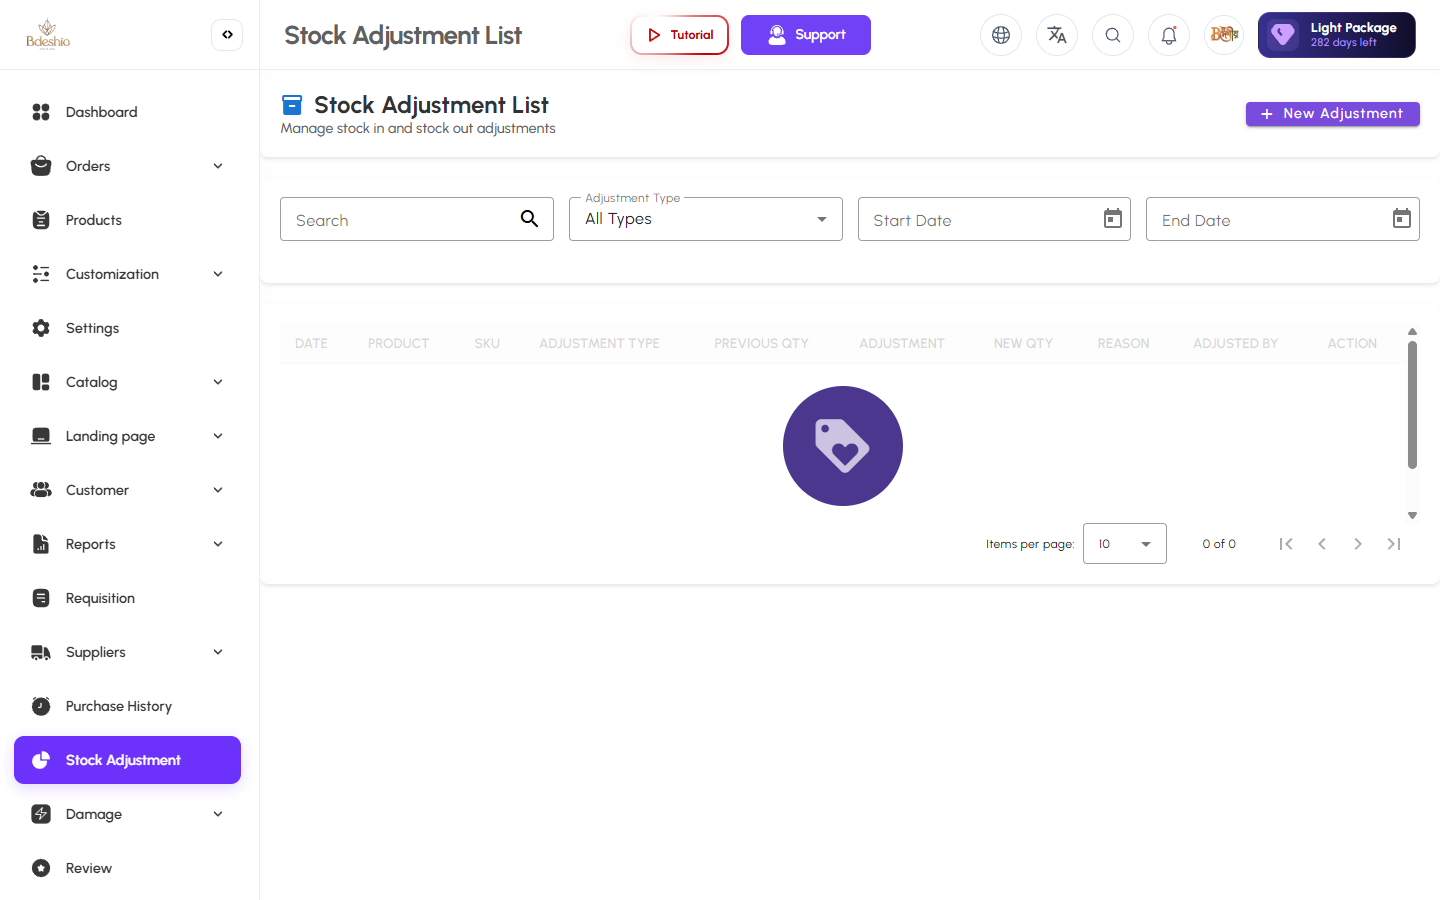 Bdeshio
Stock Adjustment List
Tutorial
Support
Light Package
282 days left
Dashboard
Orders
Products
Customization
Settings
Catalog
Landing page
Customer
Reports
Requisition
Suppliers
Purchase History
Stock Adjustment
Damage
Review
Stock Adjustment List
Manage stock in and stock out adjustments
New Adjustment
Search
Adjustment Type
All Types
Start Date
End Date
DATE PRODUCT SKU ADJUSTMENT TYPE PREVIOUS QTY ADJUSTMENT NEW QTY REASON ADJUSTED BY ACTION
Items per page: 10 0 of 0